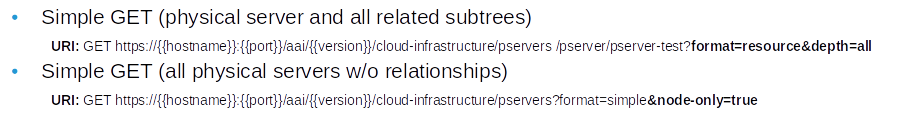 • Simple GET (physical server and all related subtrees)
URI: GET https://{{hostname}}:{{port}}/aai/{{version}}/cloud-infrastructure/pservers /pserver/pserver-test?format=resource&depth=all
• Simple GET (all physical servers w/o relationships)
URI: GET https://{{hostname}}:{{port}}/aai/{{version}}/cloud-infrastructure/pservers?format=simple&node-only=true